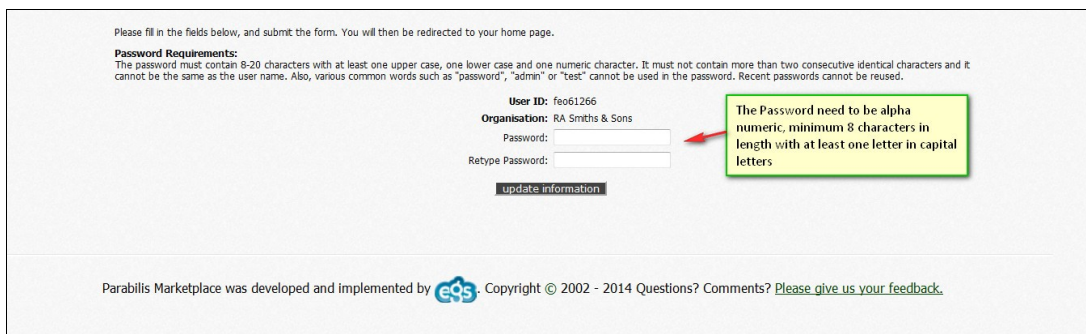 Please fill in the fields below, and submit the form. You will then be redirected to your home page.
Password Requirements:
The password must contain 8-20 characters with at least one upper case, one lower case and one numeric character. It must not contain more than two consecutive identical characters and it
cannot be the same as the user name. Also, various common words such as "password", "admin" or "test" cannot be used in the password. Recent passwords cannot be reused.
User ID: feo61266
Organisation: RA Smiths & Sons
Password:
Retype Password:
update information
The Password need to be alpha
numeric, minimum 8 characters in
length with at least one letter in capital
letters
Parabilis Marketplace was developed and implemented by egs. Copyright © 2002 - 2014 Questions? Comments? Please give us your feedback.